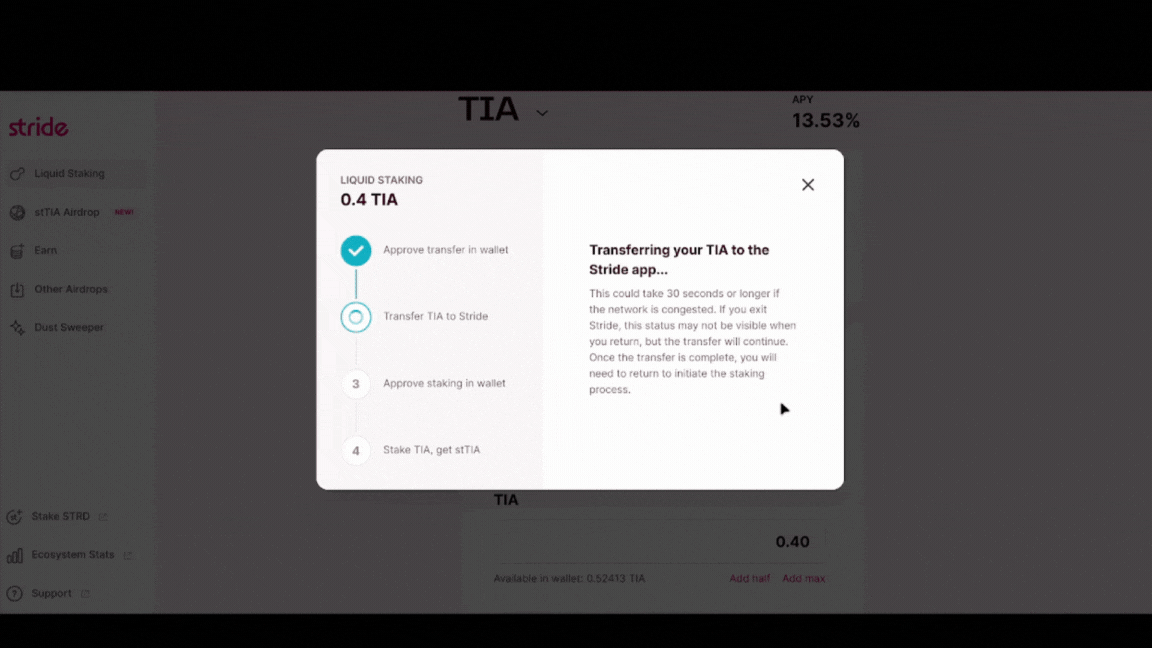 stride
Liquid Staking
stTIA Airdrop NEW!
Earn
Other Airdrops
Dust Sweeper
Stake STRD
Ecosystem Stats
Support
TIA
APY
13.53%
LIQUID STAKING
0.4 TIA
Approve transfer in wallet
Transfer TIA to Stride
3 Approve staking in wallet
4 Stake TIA, get stTIA
Transferring your TIA to the
Stride app...
This could take 30 seconds or longer if
the network is congested. If you exit
Stride, this status may not be visible when
you return, but the transfer will continue.
Once the transfer is complete, you will
need to return to initiate the staking
process.
TIA
0.40
Available in wallet: 0.52413 TIA Add half Add max